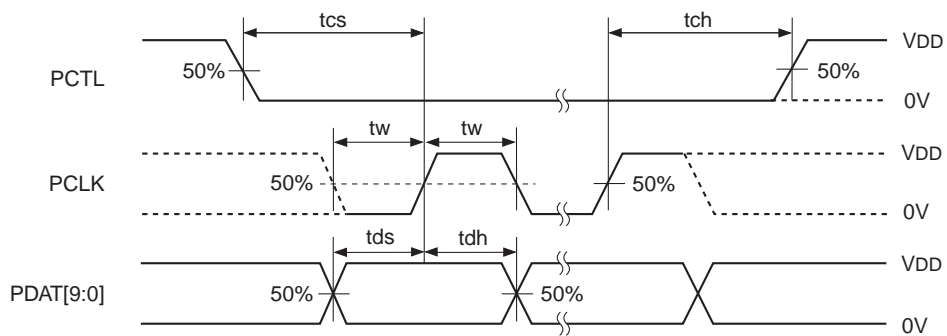 tcs
tch
VDD
50%
50%
PCTL
0V
tw
tw
VDD
PCLK
50%
50%
0V
tds
tdh
VDD
PDAT[9:0]
50%
50%
0V